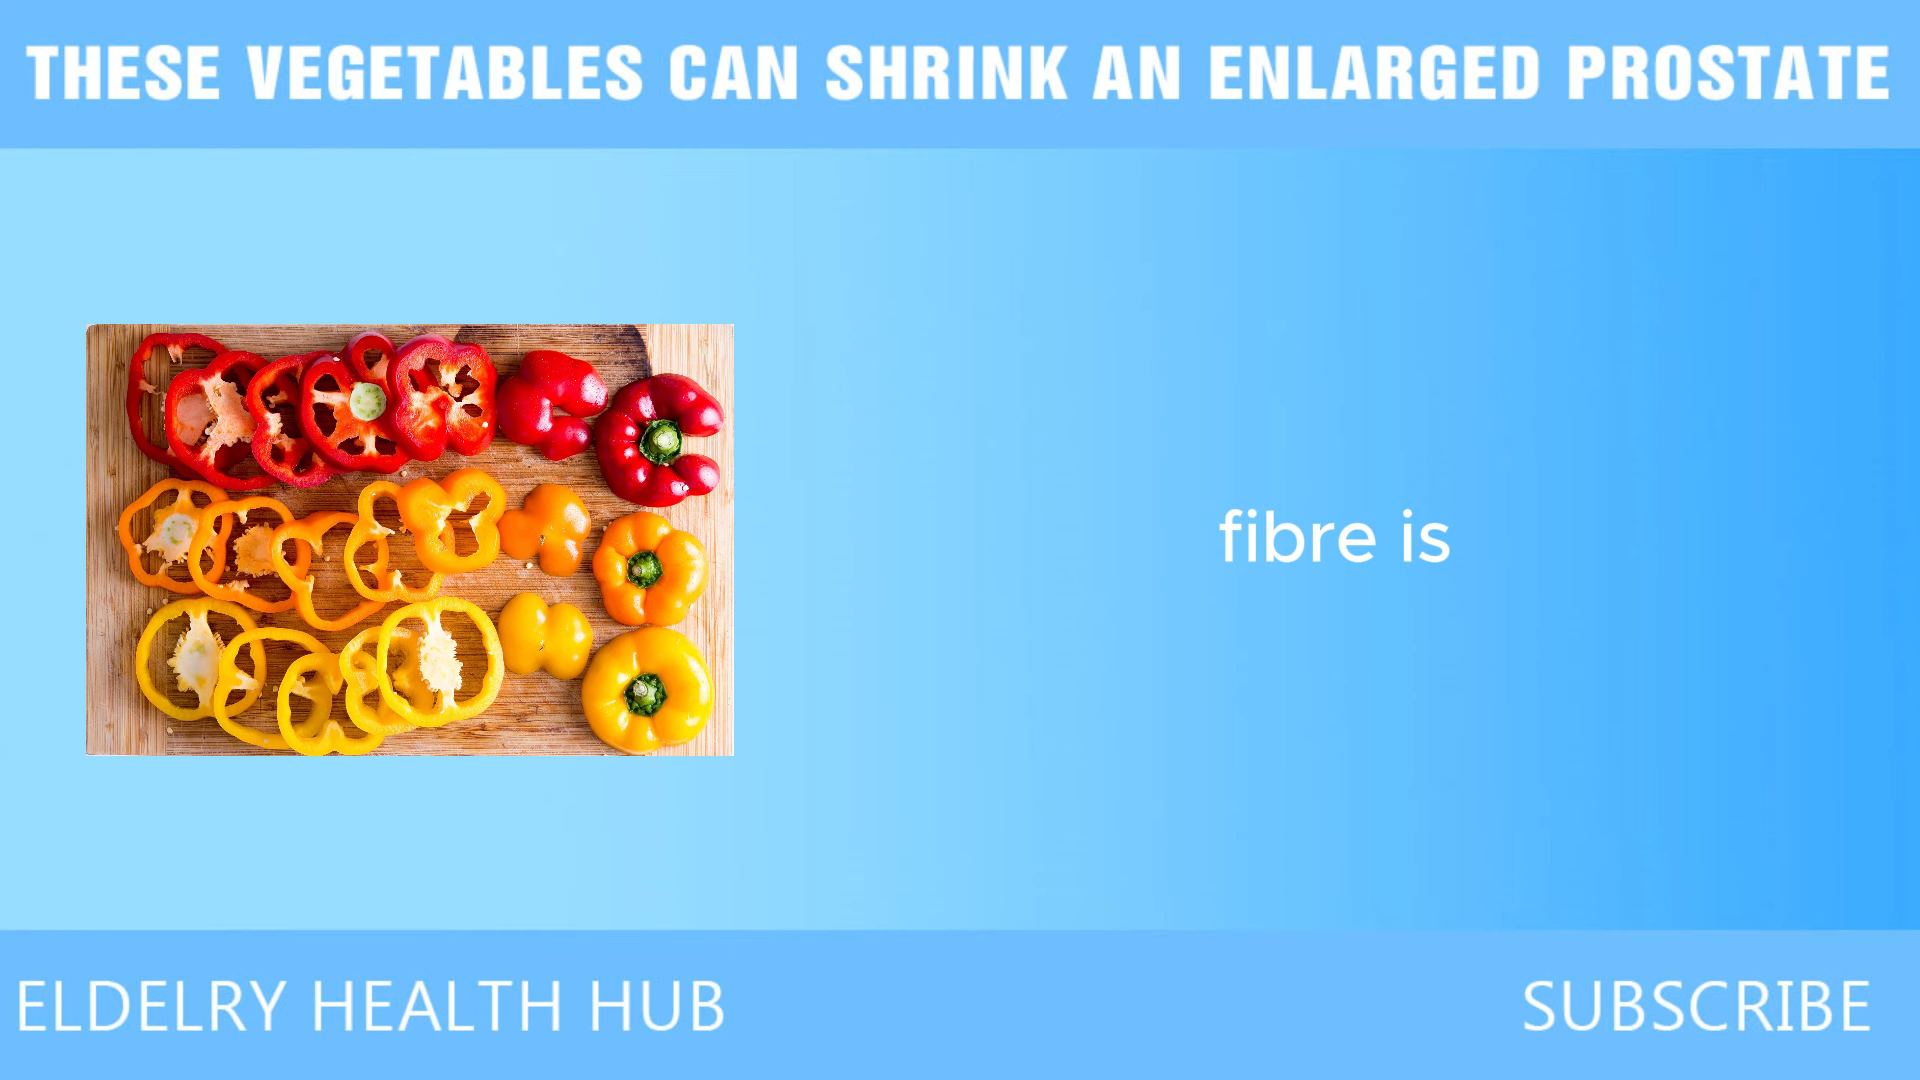 THESE VEGETABLES CAN SHRINK AN ENLARGED PROSTATE
fibre is
ELDELRY HEALTH HUB
SUBSCRIBE